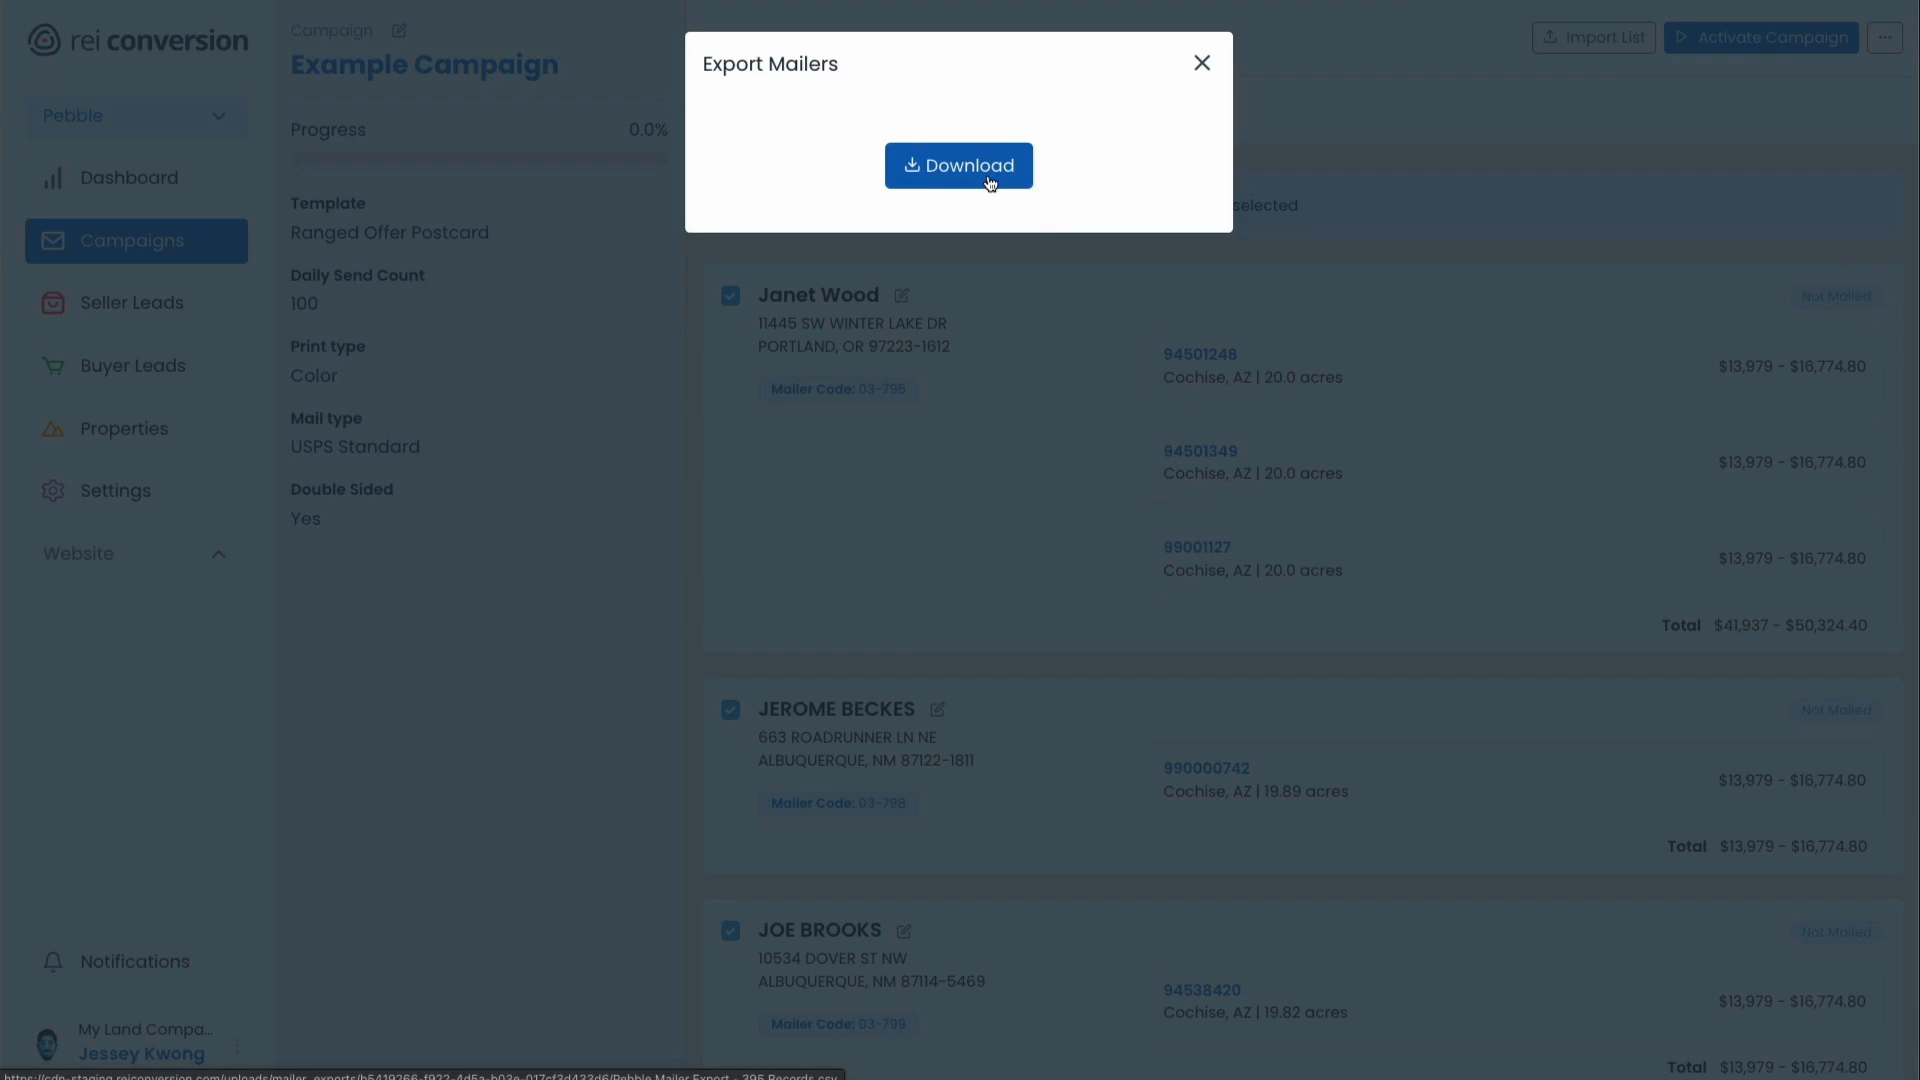 rei conversion
Pebble
Dashboard
Campaigns
Seller Leads
Buyer Leads
Properties
Settings
Website
Notifications
My Land Compa...
Jessey Kwong
Campaign
Example Campaign
Progress 0.0%
Template
Ranged Offer Postcard
Daily Send Count
100
Print type
Color
Mail type
USPS Standard
Double Sided
Yes
Export Mailers
Download
Import List
Activate Campaign
selected
Janet Wood
Not Mailed
11445 SW WINTER LAKE DR
PORTLAND, OR 97223-1612
Mailer Code: 03-795
94501248
Cochise, AZ | 20.0 acres
$13,979 - $16,774.80
94501349
Cochise, AZ | 20.0 acres
$13,979 - $16,774.80
99001127
Cochise, AZ | 20.0 acres
$13,979 - $16,774.80
Total $41,937 - $50,324.40
JEROME BECKES
Not Mailed
663 ROADRUNNER LN NE
ALBUQUERQUE, NM 87122-1811
Mailer Code: 03-798
990000742
Cochise, AZ | 19.89 acres
$13,979 - $16,774.80
Total $13,979 - $16,774.80
JOE BROOKS
Not Mailed
10534 DOVER ST NW
ALBUQUERQUE, NM 87114-5469
Mailer Code: 03-799
94538420
Cochise, AZ | 19.82 acres
$13,979 - $16,774.80
Total $13,979 - $16,774.80